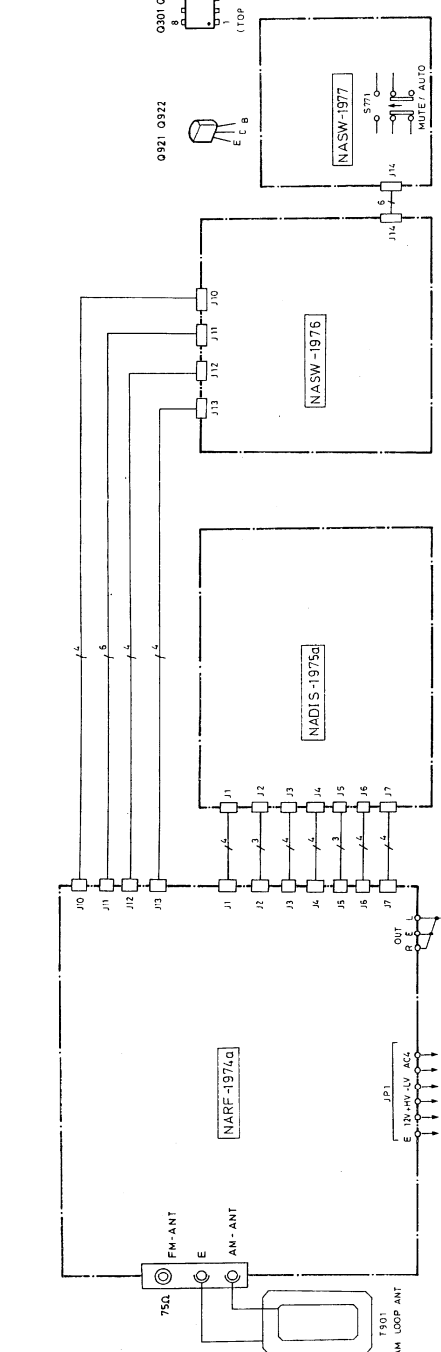 Q301 Q
8
1
(TOP
Q921 Q922
E C B
NASW-1977
S771
MUTE / AUTO
J14
6
J14
J10
J11
J12
J13
NASW-1976
4
6
4
4
NADIS-1975a
J1
J2
J3
J4
J5
J6
J7
4
3
4
4
3
4
4
J10
J11
J12
J13
J1
J2
J3
J4
J5
J6
J7
OUT
R E L
NARF-1974a
JP1
E 12V +HV -LV AC4
FM-ANT
75Ω
E
AM-ANT
T901
AM LOOP ANT